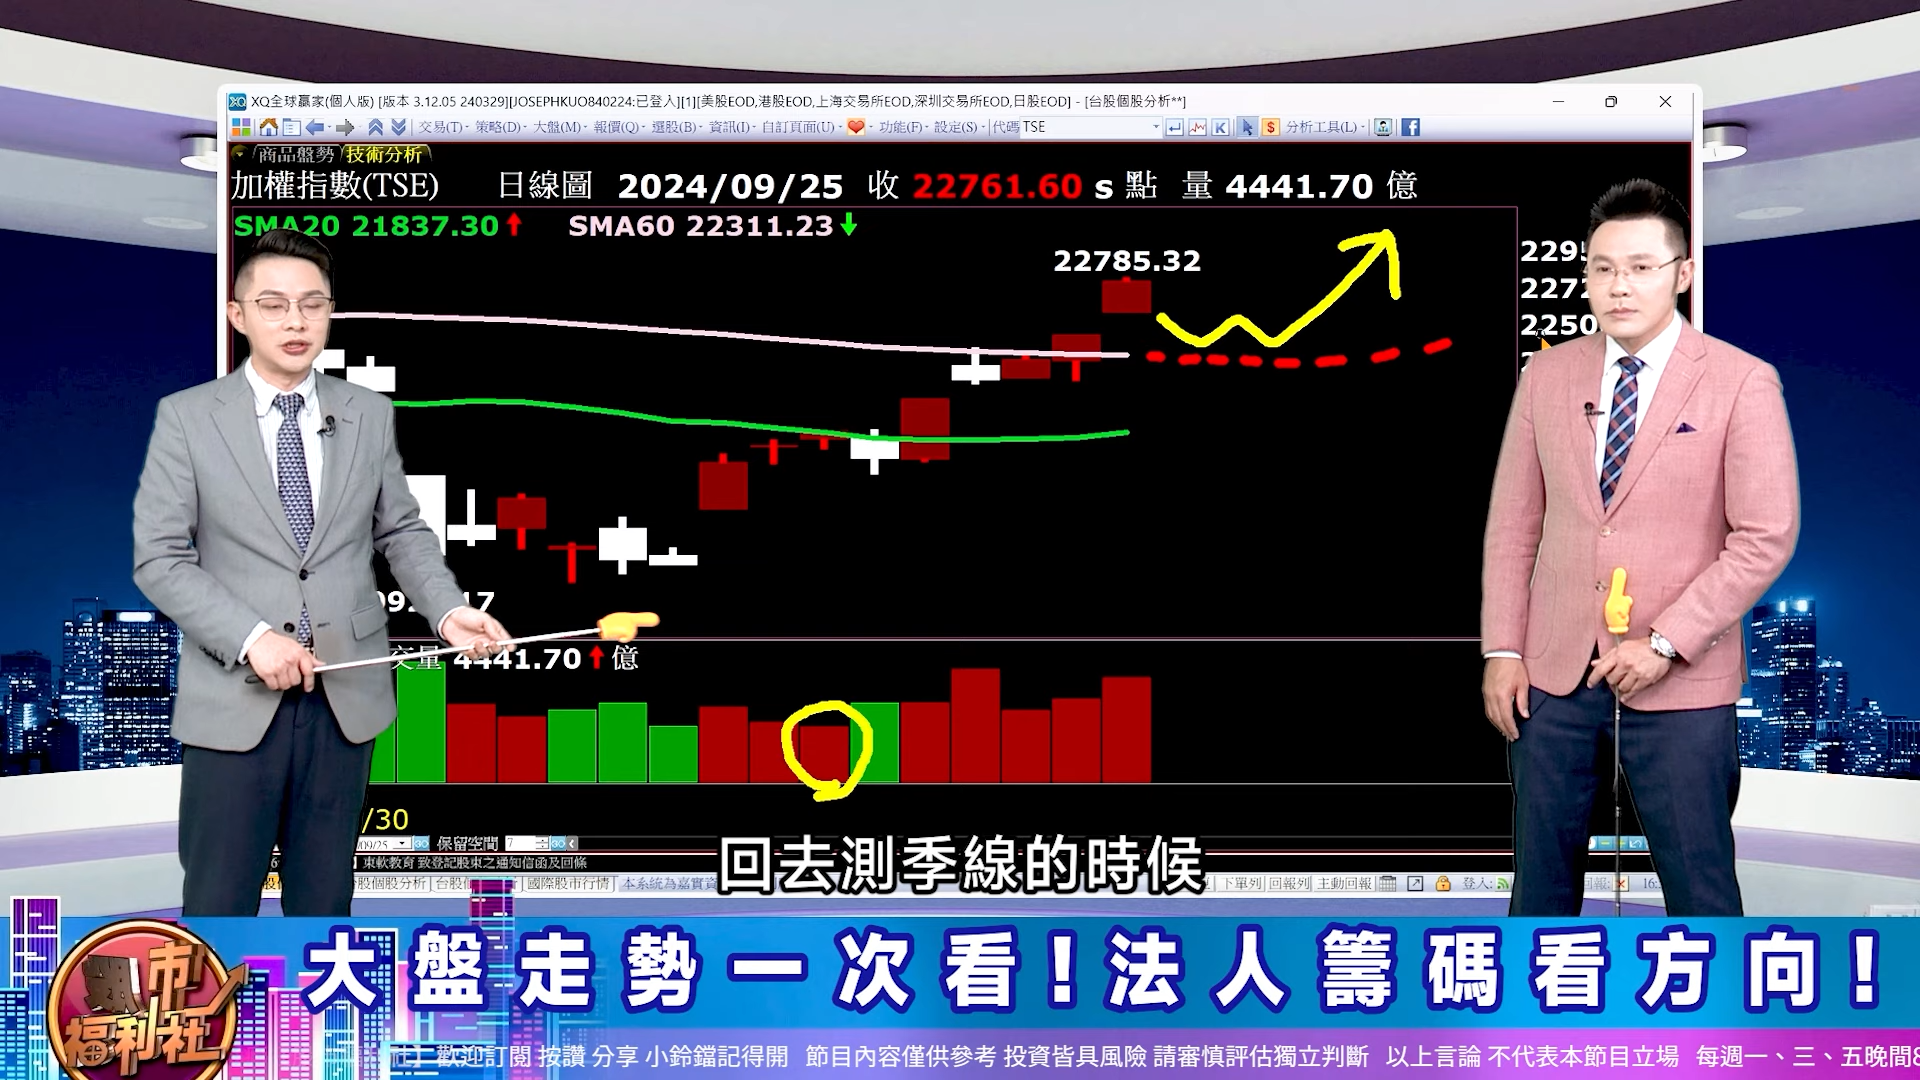 XQ全球贏家(個人版) [版本 3.12.05 240329][JOSEPHKUO840224:已登入][1][美股EOD,港股EOD,上海交易所EOD,深圳交易所EOD,日股EOD] - [台股個股分析**]
交易(T) 策略(D) 大盤(M) 報價(Q) 選股(B) 資訊(I) 自訂頁面(U) 功能(F) 設定(S) 代碼 TSE K $ 分析工具(L)
商品盤勢 技術分析
加權指數(TSE) 日線圖 2024/09/25 收 22761.60 s 點 量 4441.70 億
SMA20 21837.30 SMA60 22311.23
22785.32
交量 4441.70 億
/30
保留空間 7
東軟教育 致登記股東之通知信函及回條
股個股分析 國際股市行情 下單列 回報列 主動回報 登入:
回去測季線的時候
大盤走勢一次看!法人籌碼看方向!
期市福利社
歡迎訂閱 按讚 分享 小鈴鐺記得開 節目內容僅供參考 投資皆具風險 請審慎評估獨立判斷 以上言論 不代表本節目立場 每週一、三、五晚間